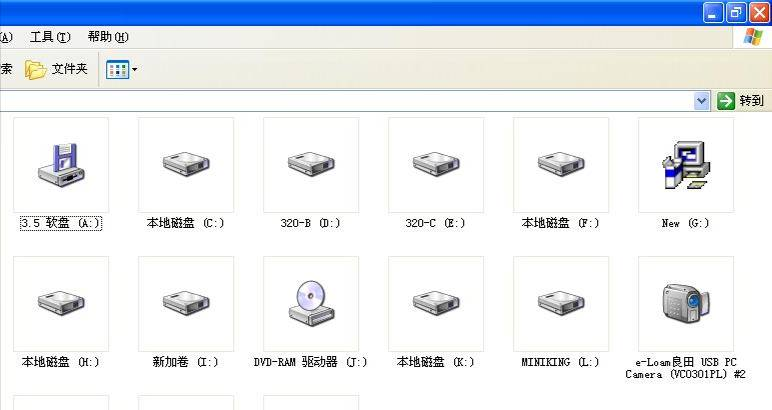 (A) 工具(T) 帮助(H)
索 文件夹
转到
3.5 软盘 (A:) 本地磁盘 (C:) 320-B (D:) 320-C (E:) 本地磁盘 (F:) New (G:)
本地磁盘 (H:) 新加卷 (I:) DVD-RAM 驱动器 (J:) 本地磁盘 (K:) MINIKING (L:) e-Loam良田 USB PC
Camera (VC0301PL) #2